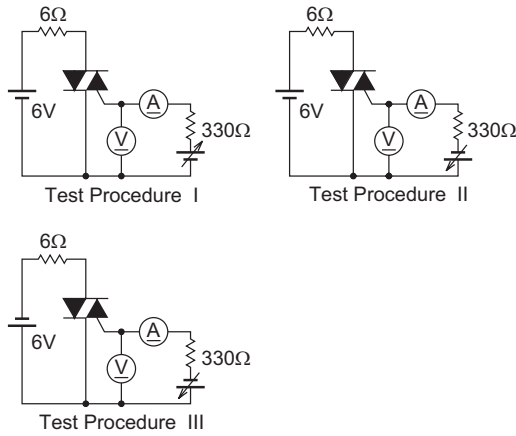 6Ω
6V
A
V
330Ω
Test Procedure I
6Ω
6V
A
V
330Ω
Test Procedure II
6Ω
6V
A
V
330Ω
Test Procedure III